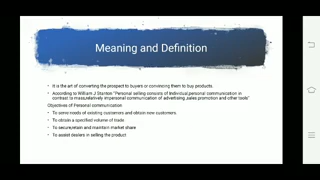 Meaning and Definition
It is the art of converting the prospect to buyers or convincing them to buy products.
According to William J Stanton "Personal selling consists of Individual,personal communication in
contrast to mass,relatively impersonal communication of advertising ,sales promotion and other tools"
Objectives of Personal communication
To serve needs of existing customers and obtain new customers.
To obtain a specified volume of trade
To secure,retain and maintain market share
To assist dealers in selling the product